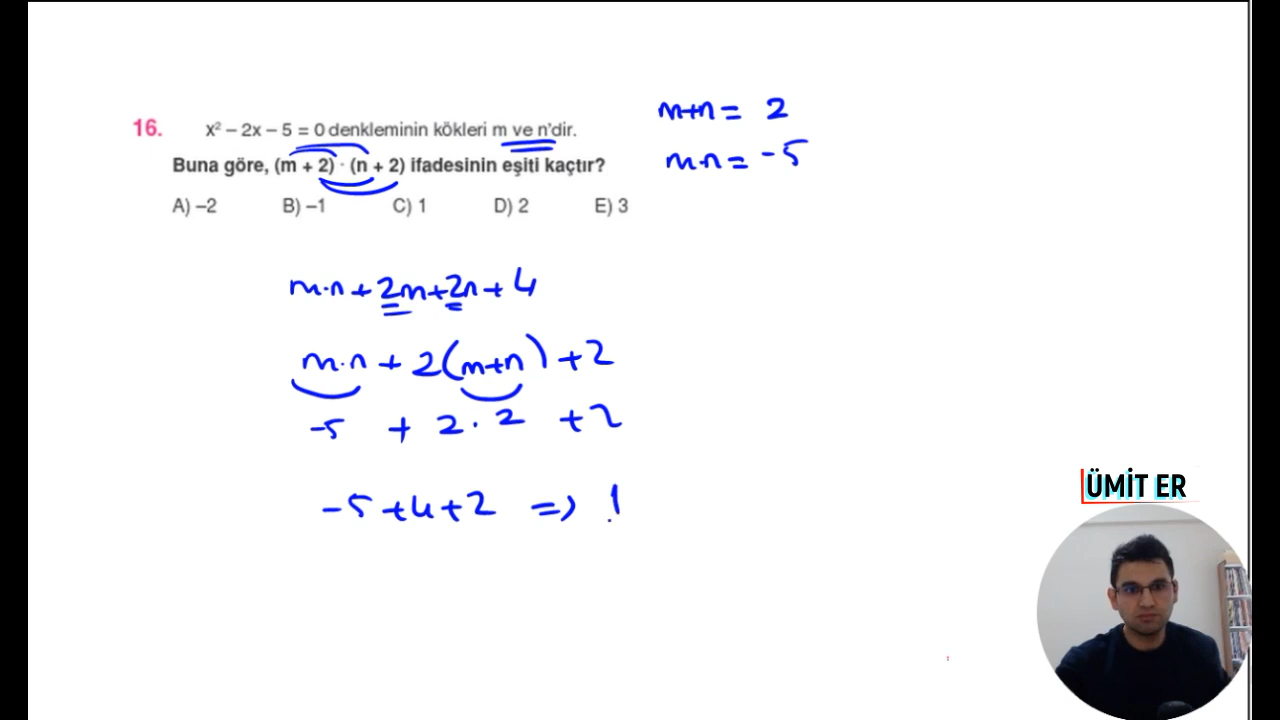 16. x² – 2x – 5 = 0 denkleminin kökleri m ve n'dir.
Buna göre, (m + 2) · (n + 2) ifadesinin eşiti kaçtır?
A) –2 B) –1 C) 1 D) 2 E) 3
m+n = 2
m·n = -5
m·n + 2m + 2n + 4
m·n + 2(m+n) + 2
-5 + 2 · 2 + 2
-5 + 4 + 2 => 1
ÜMİT ER